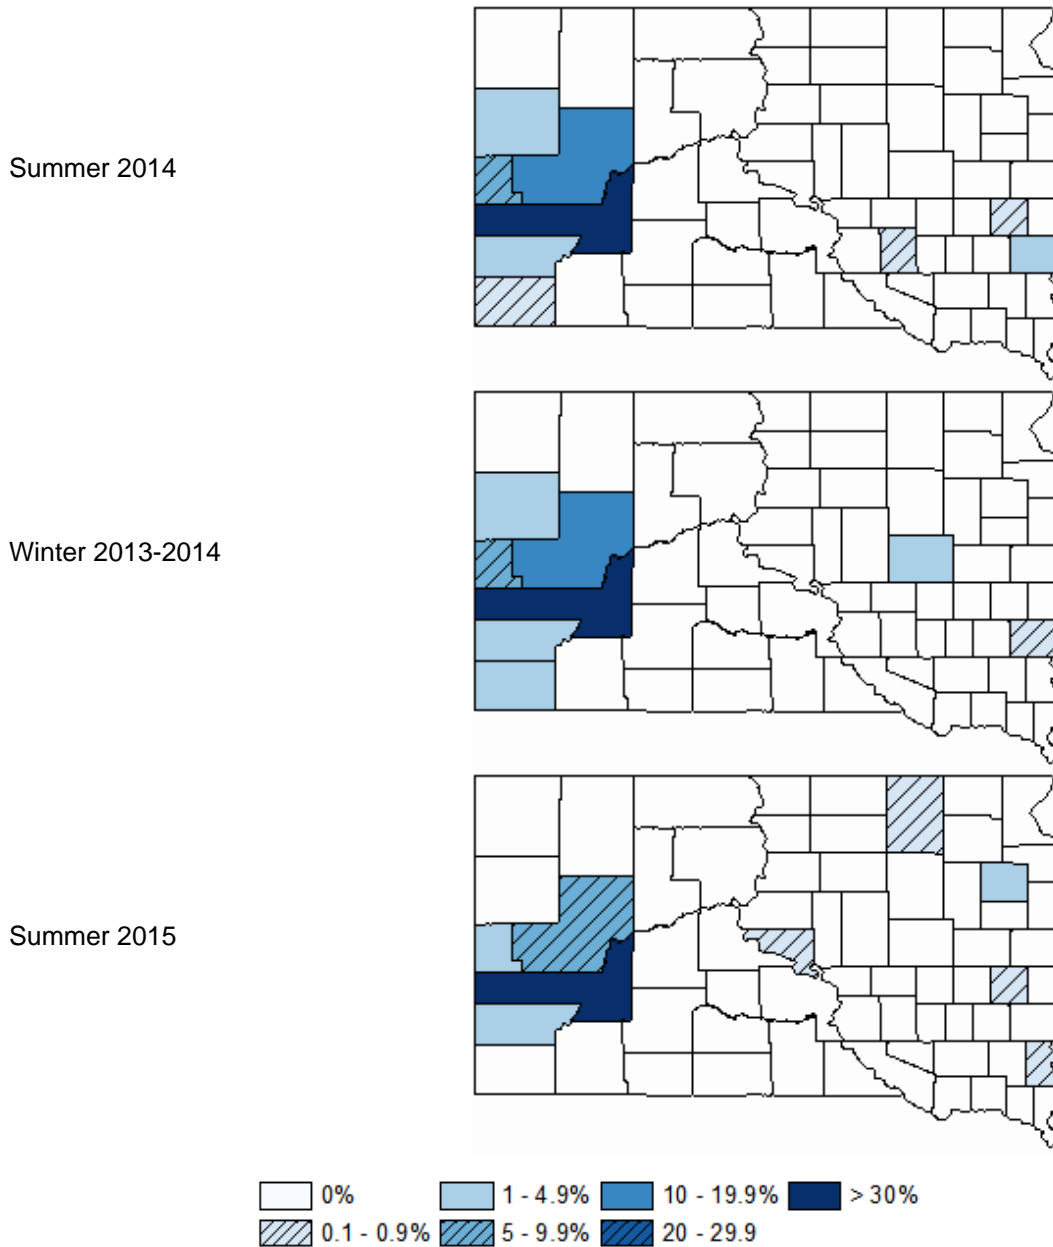 Summer 2014
Winter 2013-2014
Summer 2015
0% 1 - 4.9% 10 - 19.9% > 30%
0.1 - 0.9% 5 - 9.9% 20 - 29.9